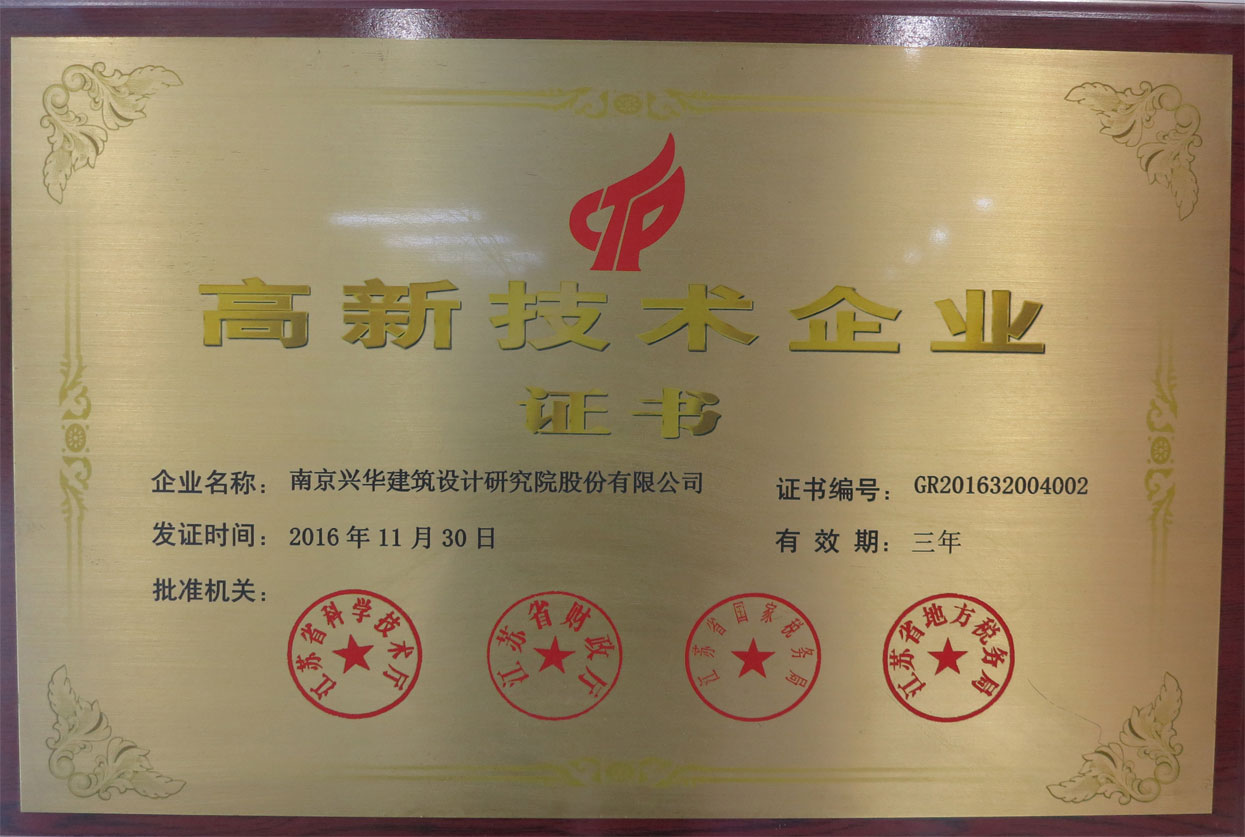 CTP
高新技术企业
证书
企业名称：南京兴华建筑设计研究院股份有限公司
证书编号：GR201632004002
发证时间：2016年11月30日
有效期：三年
批准机关：
江苏省科学技术厅
江苏省财政厅
江苏省国家税务局
江苏省地方税务局